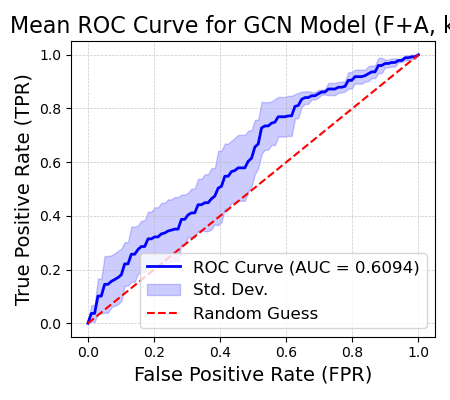 Mean ROC Curve for GCN Model (F+A, k
True Positive Rate (TPR)
1.0
0.8
0.6
0.4
0.2
0.0
ROC Curve (AUC = 0.6094)
Std. Dev.
Random Guess
0.0 0.2 0.4 0.6 0.8 1.0
False Positive Rate (FPR)